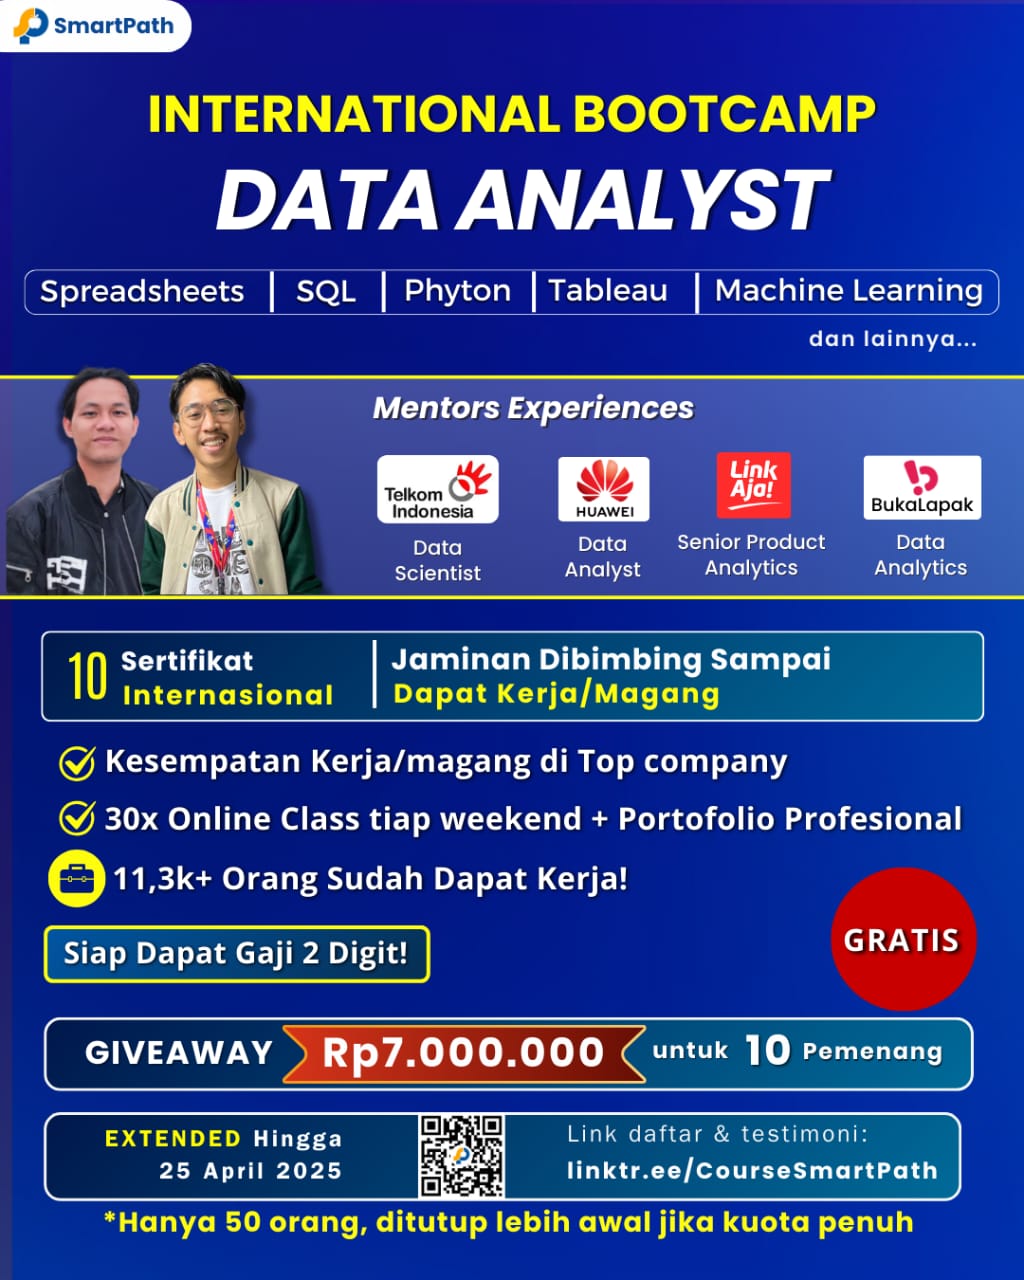 SmartPath
INTERNATIONAL BOOTCAMP
DATA ANALYST
Spreadsheets | SQL | Phyton | Tableau | Machine Learning
dan lainnya...
Mentors Experiences
Telkom
Indonesia
HUAWEI
Link
Aja!
BukaLapak
Data
Scientist
Data
Analyst
Senior Product
Analytics
Data
Analytics
10 Sertifikat
Internasional
Jaminan Dibimbing Sampai
Dapat Kerja/Magang
Kesempatan Kerja/magang di Top company
30x Online Class tiap weekend + Portofolio Profesional
11,3k+ Orang Sudah Dapat Kerja!
Siap Dapat Gaji 2 Digit!
GRATIS
GIVEAWAY Rp7.000.000 untuk 10 Pemenang
EXTENDED Hingga
25 April 2025
Link daftar & testimoni:
linktr.ee/CourseSmartPath
*Hanya 50 orang, ditutup lebih awal jika kuota penuh